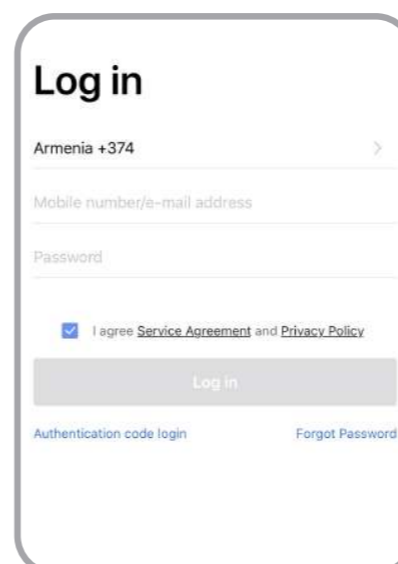 Log in
Armenia +374
Mobile number/e-mail address
Password
I agree Service Agreement and Privacy Policy
Log in
Authentication code login Forgot Password